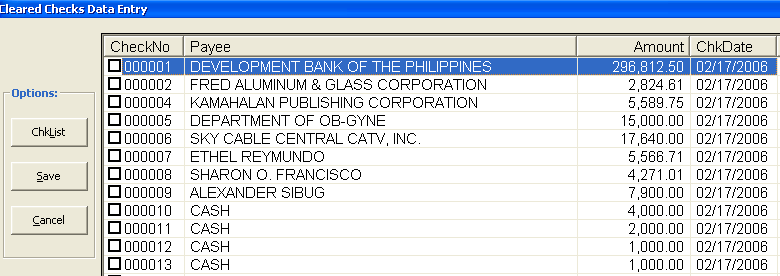 Cleared Checks Data Entry
CheckNo Payee Amount ChkDate
000001 DEVELOPMENT BANK OF THE PHILIPPINES 296,812.50 02/17/2006
000002 FRED ALUMINUM & GLASS CORPORATION 2,824.61 02/17/2006
000004 KAMAHALAN PUBLISHING CORPORATION 5,589.75 02/17/2006
000005 DEPARTMENT OF OB-GYNE 15,000.00 02/17/2006
000006 SKY CABLE CENTRAL CATV, INC. 17,640.00 02/17/2006
000007 ETHEL REYMUNDO 5,566.71 02/17/2006
000008 SHARON O. FRANCISCO 4,271.01 02/17/2006
000009 ALEXANDER SIBUG 7,900.00 02/17/2006
000010 CASH 4,000.00 02/17/2006
000011 CASH 2,000.00 02/17/2006
000012 CASH 1,000.00 02/17/2006
000013 CASH 1,000.00 02/17/2006
Options:
ChkList
Save
Cancel